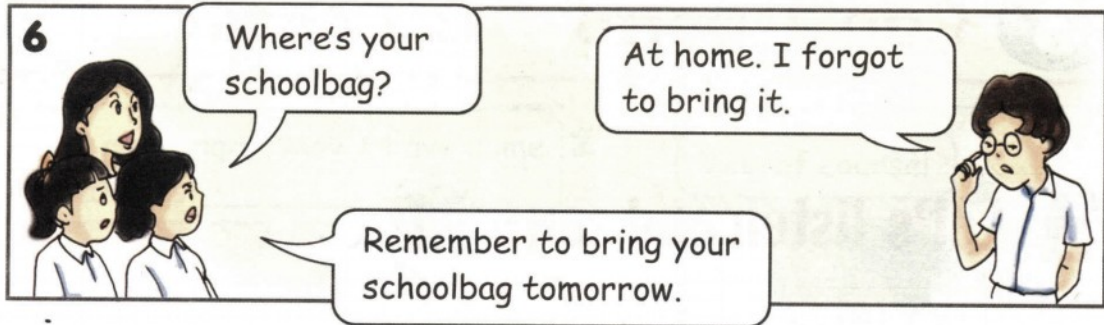 6
Where's your
schoolbag?
At home. I forgot
to bring it.
Remember to bring your
schoolbag tomorrow.